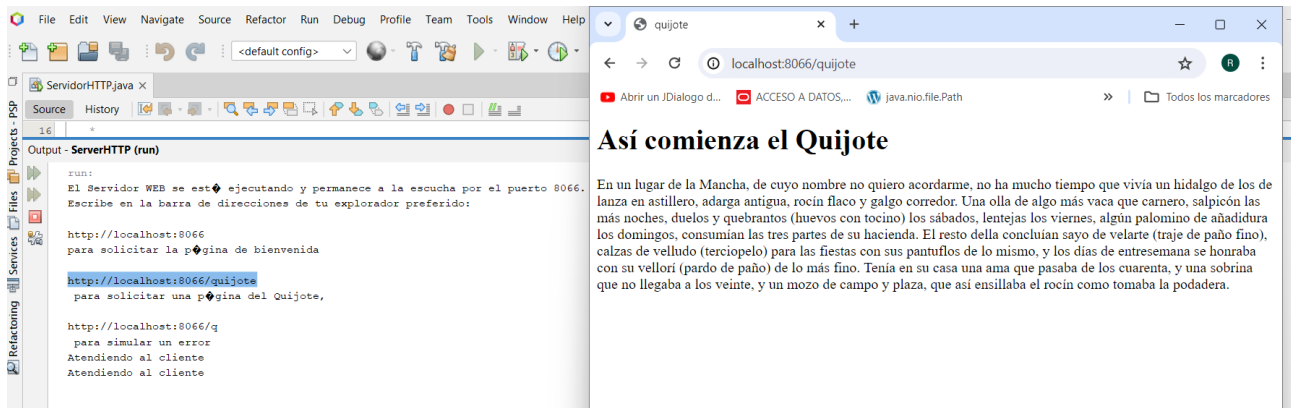 File Edit View Navigate Source Refactor Run Debug Profile Team Tools Window Help
<default config>
ServidorHTTP.java ×
Source History
16 *
Output - ServerHTTP (run)
run:
El Servidor WEB se est� ejecutando y permanece a la escucha por el puerto 8066.
Escribe en la barra de direcciones de tu explorador preferido:
http://localhost:8066
para solicitar la p�gina de bienvenida
http://localhost:8066/quijote
para solicitar una p�gina del Quijote,
http://localhost:8066/q
para simular un error
Atendiendo al cliente
Atendiendo al cliente
Projects - PSP
Files
Services
Refactoring
quijote
localhost:8066/quijote
R
Abrir un JDialogo d... ACCESO A DATOS,... java.nio.file.Path » Todos los marcadores
Así comienza el Quijote
En un lugar de la Mancha, de cuyo nombre no quiero acordarme, no ha mucho tiempo que vivía un hidalgo de los de
lanza en astillero, adarga antigua, rocín flaco y galgo corredor. Una olla de algo más vaca que carnero, salpicón las
más noches, duelos y quebrantos (huevos con tocino) los sábados, lentejas los viernes, algún palomino de añadidura
los domingos, consumían las tres partes de su hacienda. El resto della concluían sayo de velarte (traje de paño fino),
calzas de velludo (terciopelo) para las fiestas con sus pantuflos de lo mismo, y los días de entresemana se honraba
con su vellorí (pardo de paño) de lo más fino. Tenía en su casa una ama que pasaba de los cuarenta, y una sobrina
que no llegaba a los veinte, y un mozo de campo y plaza, que así ensillaba el rocín como tomaba la podadera.